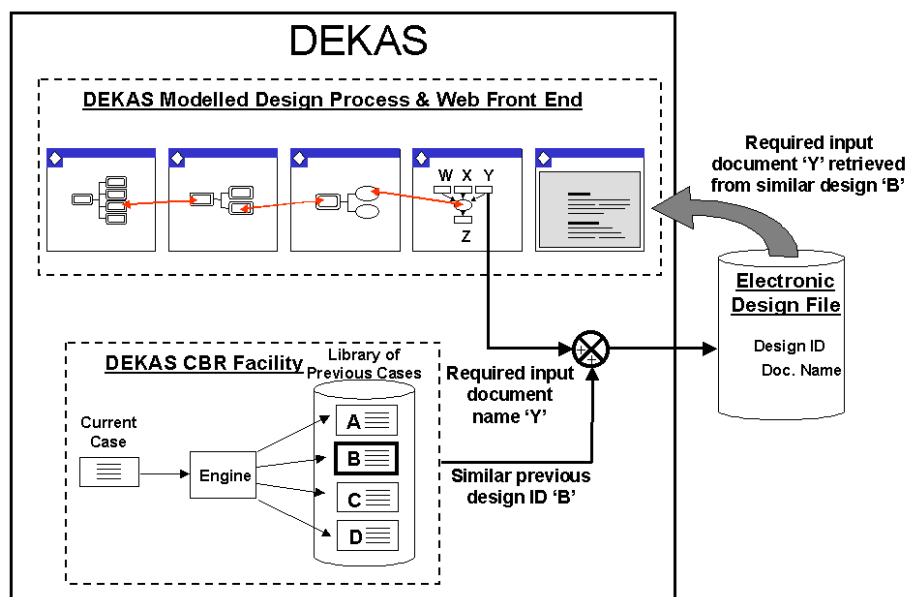 DEKAS
DEKAS Modelled Design Process & Web Front End
W X Y
Z
Required input
document ‘Y’ retrieved
from similar design ‘B’
Electronic
Design File
Design ID
Doc. Name
DEKAS CBR Facility
Library of
Previous Cases
Current
Case
Engine
A
B
C
D
Required input
document
name ‘Y’
Similar previous
design ID ‘B’
+
+